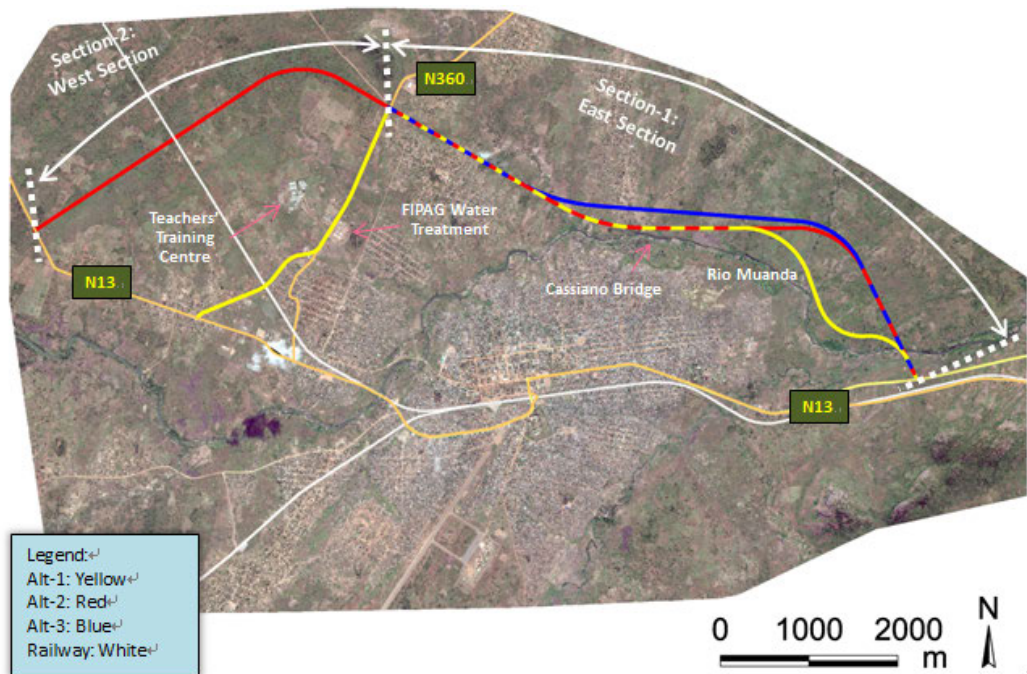 Section-2:
West Section
N360
Section-1:
East Section
Teachers'
Training
Centre
FIPAG Water
Treatment
N13
Cassiano Bridge
Rio Muanda
N13
Legend:↵
Alt-1: Yellow↵
Alt-2: Red↵
Alt-3: Blue↵
Railway: White↵
0 1000 2000
m
N